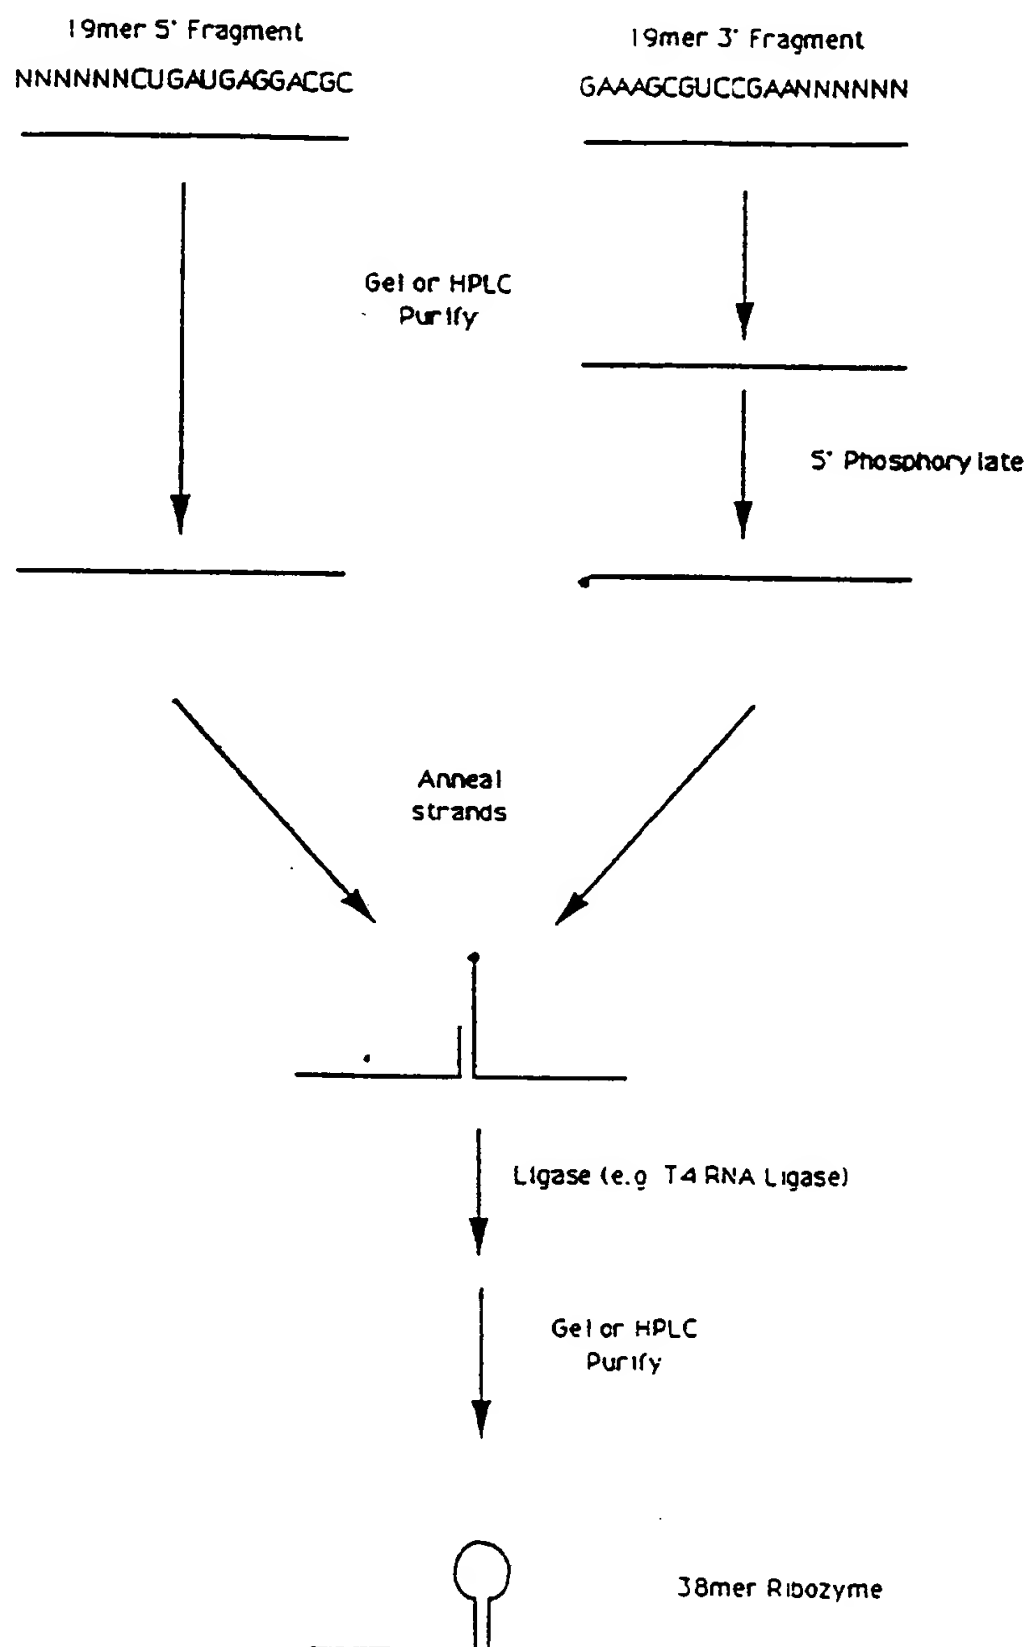 19mer 5' Fragment
NNNNNNCUGAUGAGGACGC
19mer 3' Fragment
GAAAGCGUCCGAANNNNNN
Gel or HPLC
Purify
5' Phosphorylate
Anneal
strands
Ligase (e.g T4 RNA Ligase)
Gel or HPLC
Purify
38mer Ribozyme